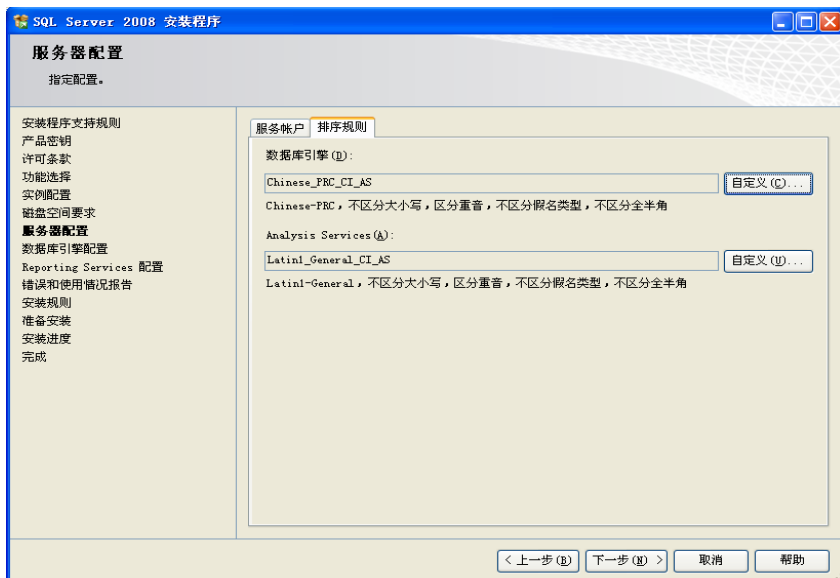 SQL Server 2008 安装程序
服务器配置
指定配置。
安装程序支持规则
产品密钥
许可条款
功能选择
实例配置
磁盘空间要求
服务器配置
数据库引擎配置
Reporting Services 配置
错误和使用情况报告
安装规则
准备安装
安装进度
完成
服务帐户 排序规则
数据库引擎(D):
Chinese_PRC_CI_AS 自定义(C)...
Chinese-PRC，不区分大小写，区分重音，不区分假名类型，不区分全半角
Analysis Services(A):
Latin1_General_CI_AS 自定义(U)...
Latin1-General，不区分大小写，区分重音，不区分假名类型，不区分全半角
< 上一步(B) 下一步(N) > 取消 帮助